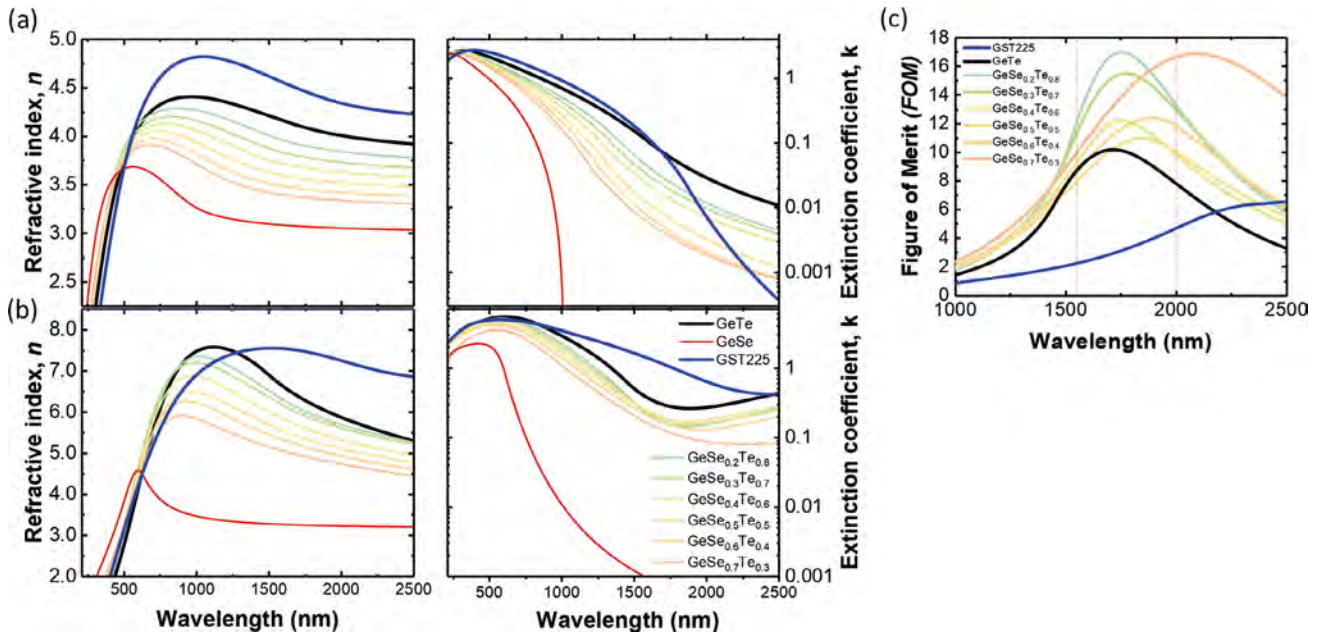 (a)
5.0
4.5
4.0
3.5
3.0
2.5
Refractive index, n
1
0.1
0.01
0.001
Extinction coefficient, k
(b)
8.0
7.0
6.0
5.0
4.0
3.0
2.0
Refractive index, n
500 1000 1500 2000 2500
Wavelength (nm)
GeTe
GeSe
GST225
GeSe0.2Te0.8
GeSe0.3Te0.7
GeSe0.4Te0.6
GeSe0.5Te0.5
GeSe0.6Te0.4
GeSe0.7Te0.3
1
0.1
0.01
0.001
Extinction coefficient, k
500 1000 1500 2000 2500
Wavelength (nm)
(c)
18
16
14
12
10
8
6
4
2
0
Figure of Merit (FOM)
GST225
GeTe
GeSe0.2Te0.8
GeSe0.3Te0.7
GeSe0.4Te0.6
GeSe0.5Te0.5
GeSe0.6Te0.4
GeSe0.7Te0.3
1000 1500 2000 2500
Wavelength (nm)